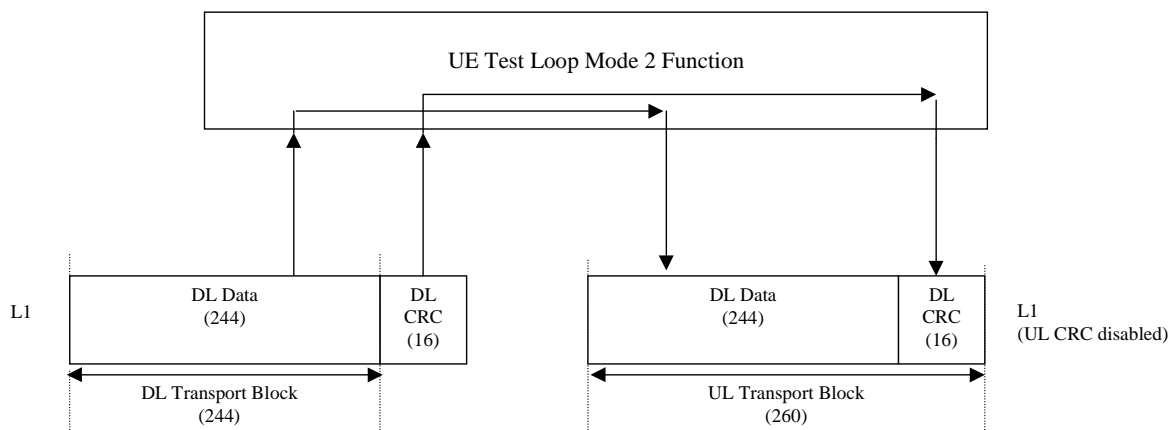 UE Test Loop Mode 2 Function
L1
DL Data
(244)
DL
CRC
(16)
DL Data
(244)
DL
CRC
(16)
L1
(UL CRC disabled)
DL Transport Block
(244)
UL Transport Block
(260)